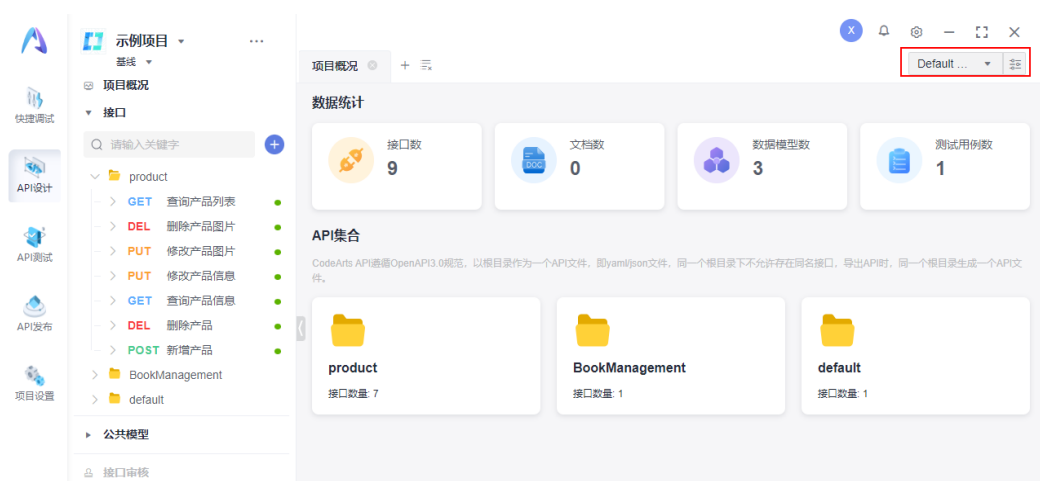 示例项目
基线
X
项目概况
Default ...
项目概况
接口
请输入关键字
快捷调试
API设计
API测试
API发布
项目设置
product
GET 查询产品列表
DEL 删除产品图片
PUT 修改产品图片
PUT 修改产品信息
GET 查询产品信息
DEL 删除产品
POST 新增产品
BookManagement
default
公共模型
接口审核
数据统计
接口数
9
文档数
0
DOC
数据模型数
3
测试用例数
1
API集合
CodeArts API遵循OpenAPI3.0规范，以根目录作为一个API文件，即yaml/json文件，同一个根目录下不允许存在同名接口，导出API时，同一个根目录生成一个API文
件。
product
接口数量: 7
BookManagement
接口数量: 1
default
接口数量: 1